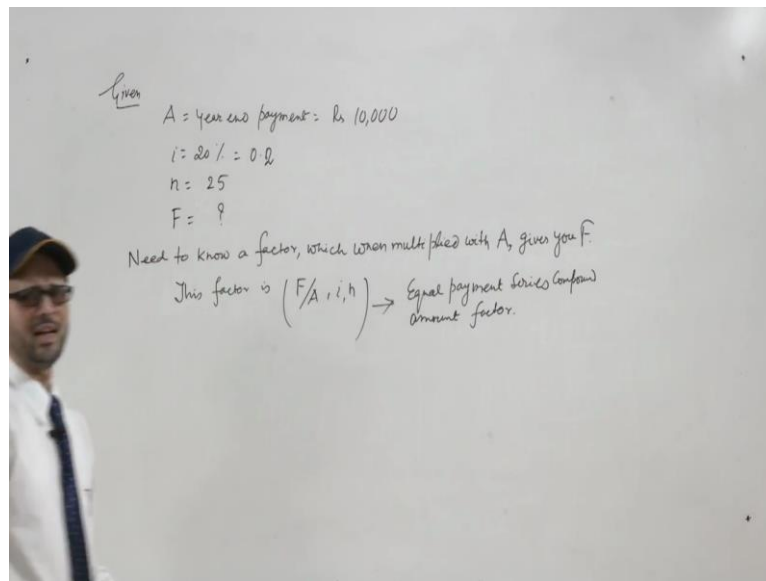 Given
A = Year end payment = Rs 10,000
i = 20 % = 0.2
n = 25
F = ?
Need to know a factor, which when multiplied with A, gives you F.
This factor is (F/A, i, n) → Equal payment Series Compound
amount factor.